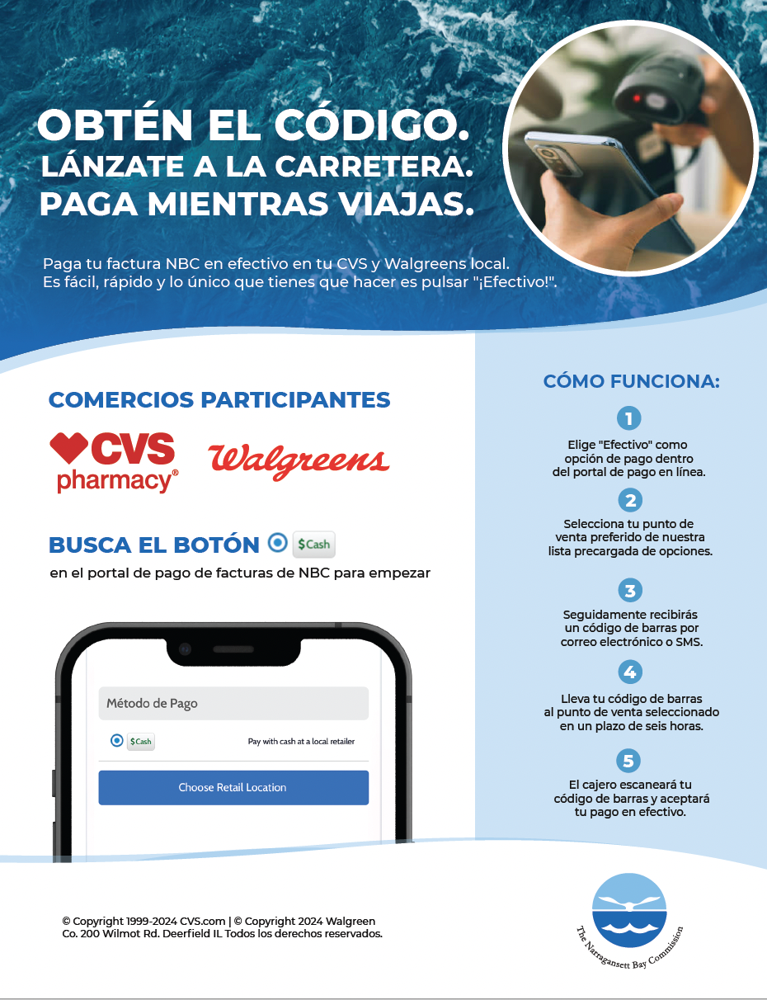 OBTÉN EL CÓDIGO.
LÁNZATE A LA CARRETERA.
PAGA MIENTRAS VIAJAS.
Paga tu factura NBC en efectivo en tu CVS y Walgreens local.
Es fácil, rápido y lo único que tienes que hacer es pulsar "¡Efectivo!".
COMERCIOS PARTICIPANTES
CVS
pharmacy®
Walgreens
BUSCA EL BOTÓN $Cash
en el portal de pago de facturas de NBC para empezar
Método de Pago
$Cash Pay with cash at a local retailer
Choose Retail Location
CÓMO FUNCIONA:
1
Elige "Efectivo" como
opción de pago dentro
del portal de pago en línea.
2
Selecciona tu punto de
venta preferido de nuestra
lista precargada de opciones.
3
Seguidamente recibirás
un código de barras por
correo electrónico o SMS.
4
Lleva tu código de barras
al punto de venta seleccionado
en un plazo de seis horas.
5
El cajero escaneará tu
código de barras y aceptará
tu pago en efectivo.
© Copyright 1999-2024 CVS.com | © Copyright 2024 Walgreen
Co. 200 Wilmot Rd. Deerfield IL Todos los derechos reservados.
The Narragansett Bay Commission